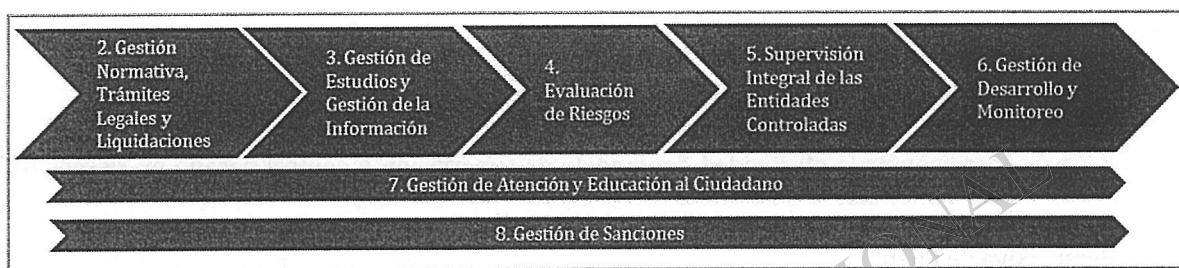 2. Gestión
Normativa,
Trámites
Legales y
Liquidaciones
3. Gestión de
Estudios y
Gestión de la
Información
4.
Evaluación
de Riesgos
5. Supervisión
Integral de las
Entidades
Controladas
6. Gestión de
Desarrollo y
Monitoreo
7. Gestión de Atención y Educación al Ciudadano
8. Gestión de Sanciones